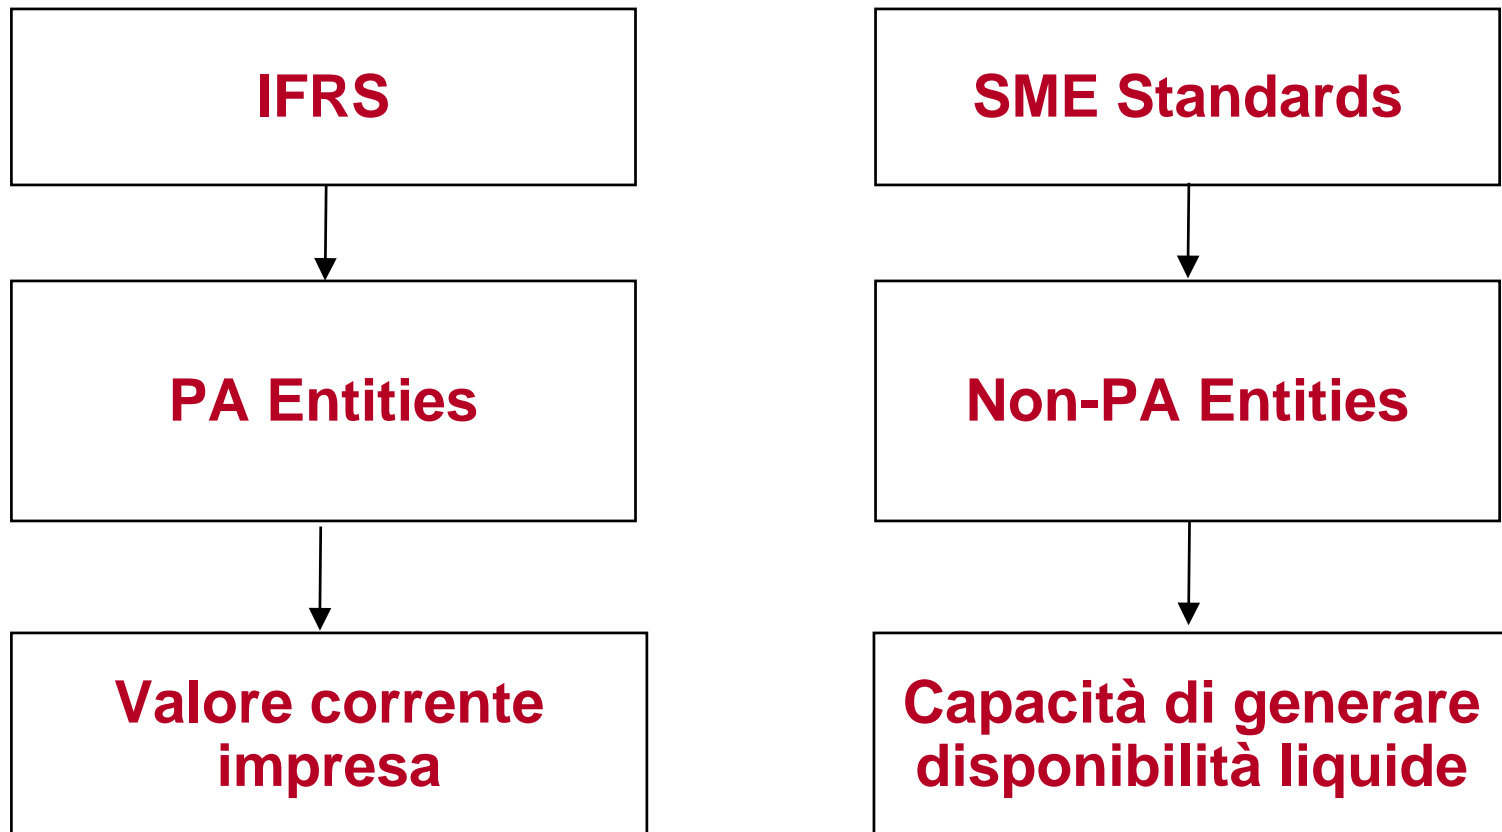 IFRS
SME Standards
PA Entities
Non-PA Entities
Valore corrente
impresa
Capacità di generare
disponibilità liquide